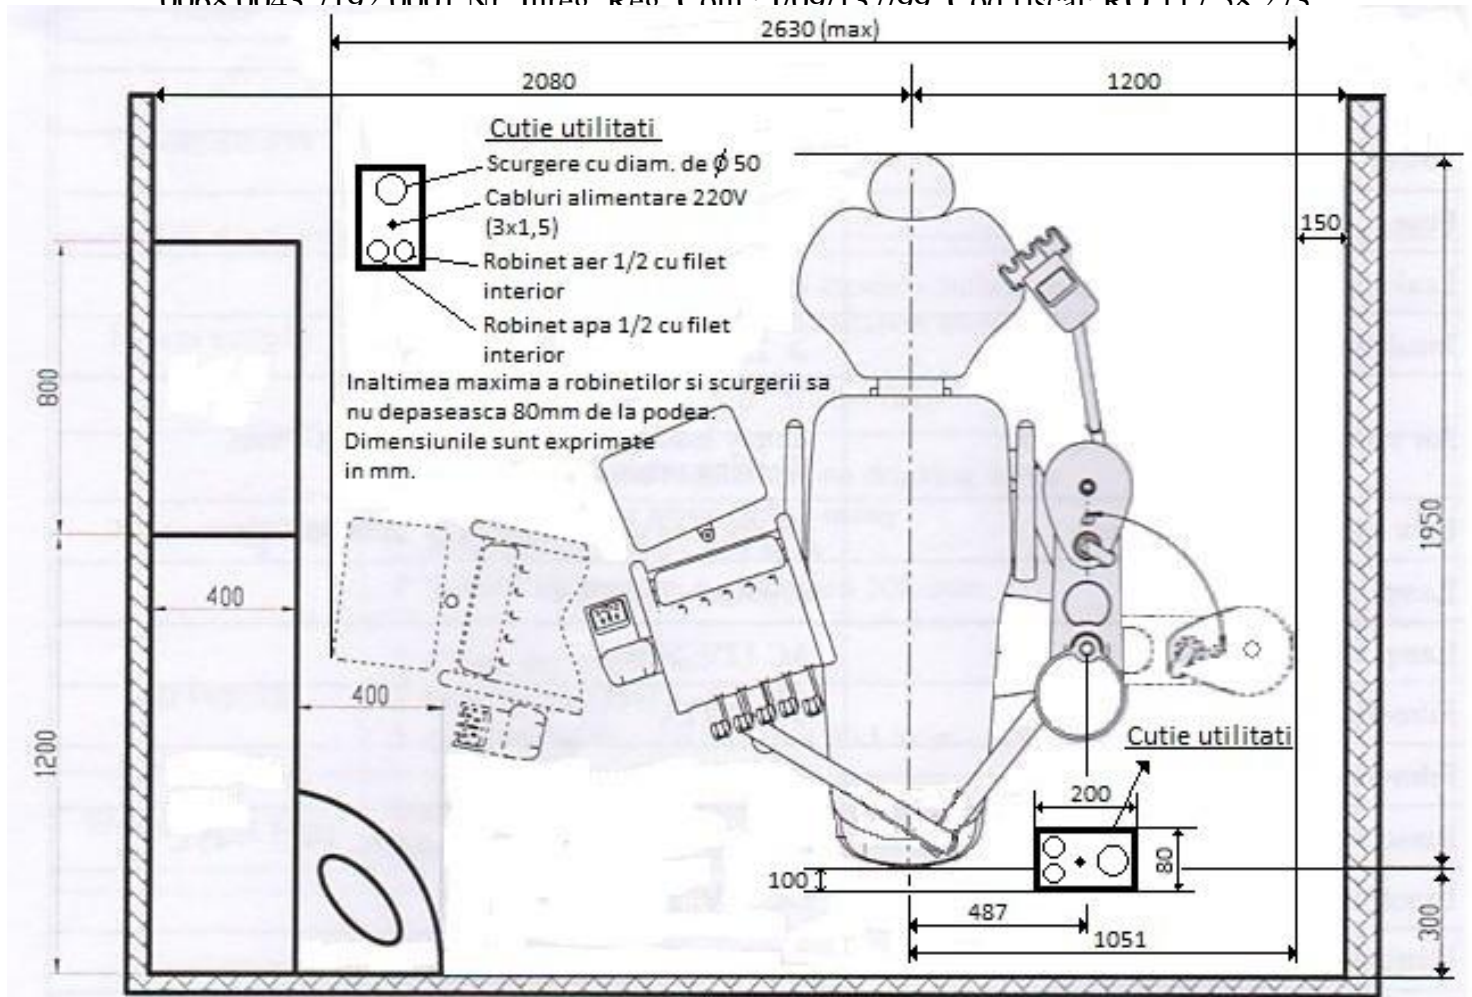 2630 (max)
2080
1200
Cutie utilitati
Scurgere cu diam. de ϕ 50
Cabluri alimentare 220V
(3x1,5)
150
Robinet aer 1/2 cu filet
interior
Robinet apa 1/2 cu filet
interior
Inaltimea maxima a robinetilor si scurgerii sa
nu depaseasca 80mm de la podea.
Dimensiunile sunt exprimate
in mm.
800
1950
400
400
1200
Cutie utilitati
200
80
100
487
1051
300